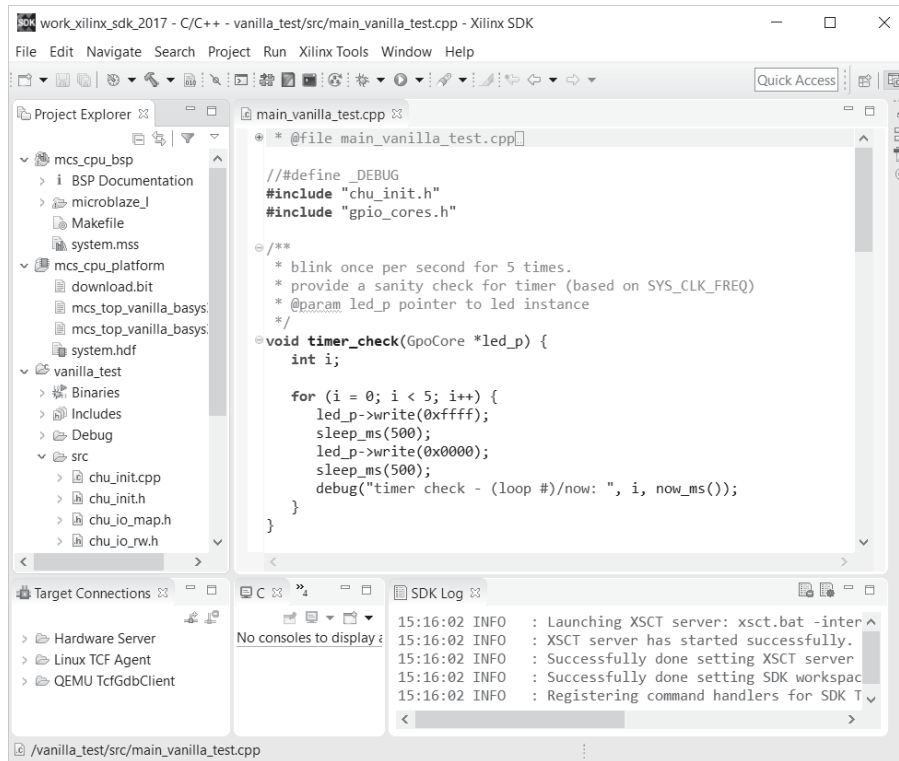 SDK work_xilinx_sdk_2017 - C/C++ - vanilla_test/src/main_vanilla_test.cpp - Xilinx SDK
File Edit Navigate Search Project Run Xilinx Tools Window Help
Quick Access
Project Explorer
mcs_cpu_bsp
BSP Documentation
microblaze_I
Makefile
system.mss
mcs_cpu_platform
download.bit
mcs_top_vanilla_basys
mcs_top_vanilla_basys
system.hdf
vanilla_test
Binaries
Includes
Debug
src
chu_init.cpp
chu_init.h
chu_io_map.h
chu_io_rw.h
main_vanilla_test.cpp
* @file main_vanilla_test.cpp
//#define _DEBUG
#include "chu_init.h"
#include "gpio_cores.h"
/**
* blink once per second for 5 times.
* provide a sanity check for timer (based on SYS_CLK_FREQ)
* @param led_p pointer to led instance
*/
void timer_check(GpoCore *led_p) {
int i;
for (i = 0; i < 5; i++) {
led_p->write(0xffff);
sleep_ms(500);
led_p->write(0x0000);
sleep_ms(500);
debug("timer check - (loop #)/now: ", i, now_ms());
}
}
Target Connections
Hardware Server
Linux TCF Agent
QEMU TcfGdbClient
C
»4
No consoles to display a
SDK Log
15:16:02 INFO : Launching XSCT server: xsct.bat -inter
15:16:02 INFO : XSCT server has started successfully.
15:16:02 INFO : Successfully done setting XSCT server
15:16:02 INFO : Successfully done setting SDK workspac
15:16:02 INFO : Registering command handlers for SDK T
/vanilla_test/src/main_vanilla_test.cpp